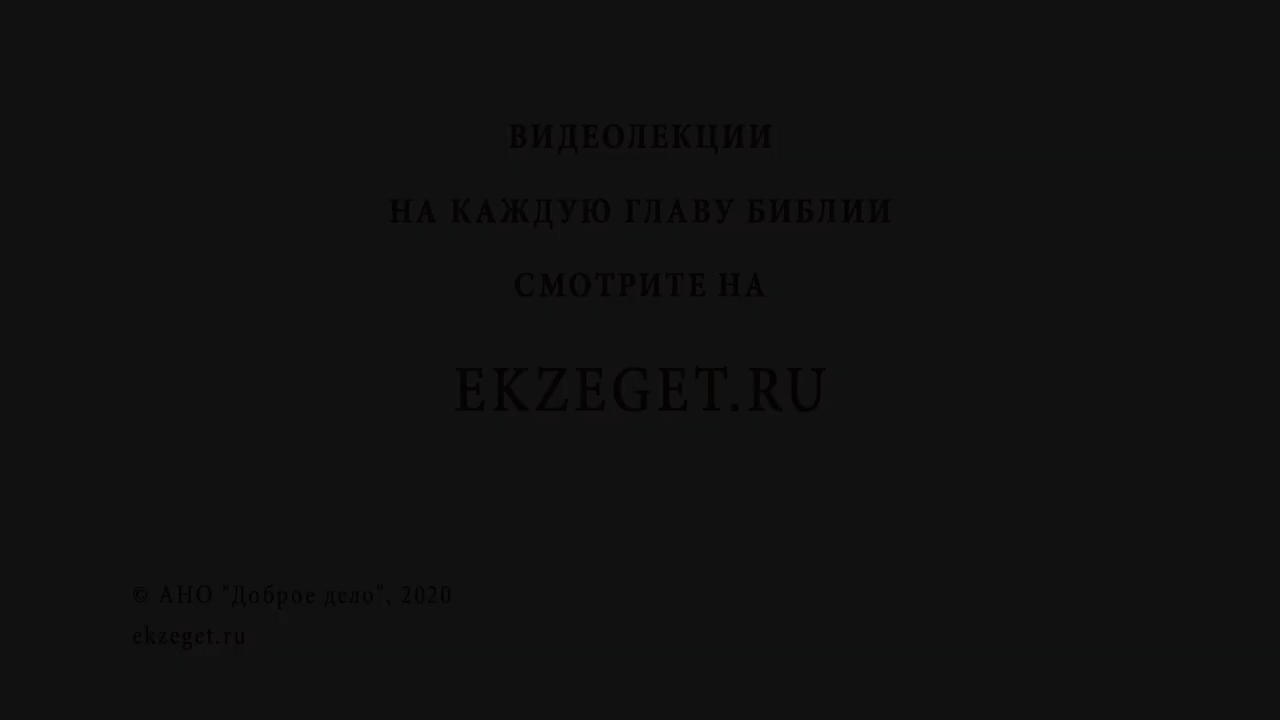 ВИДЕОЛЕКЦИИ
НА КАЖДУЮ ГЛАВУ БИБЛИИ
СМОТРИТЕ НА
EKZEGET.RU
© АНО "Доброе дело", 2020
ekzeget.ru